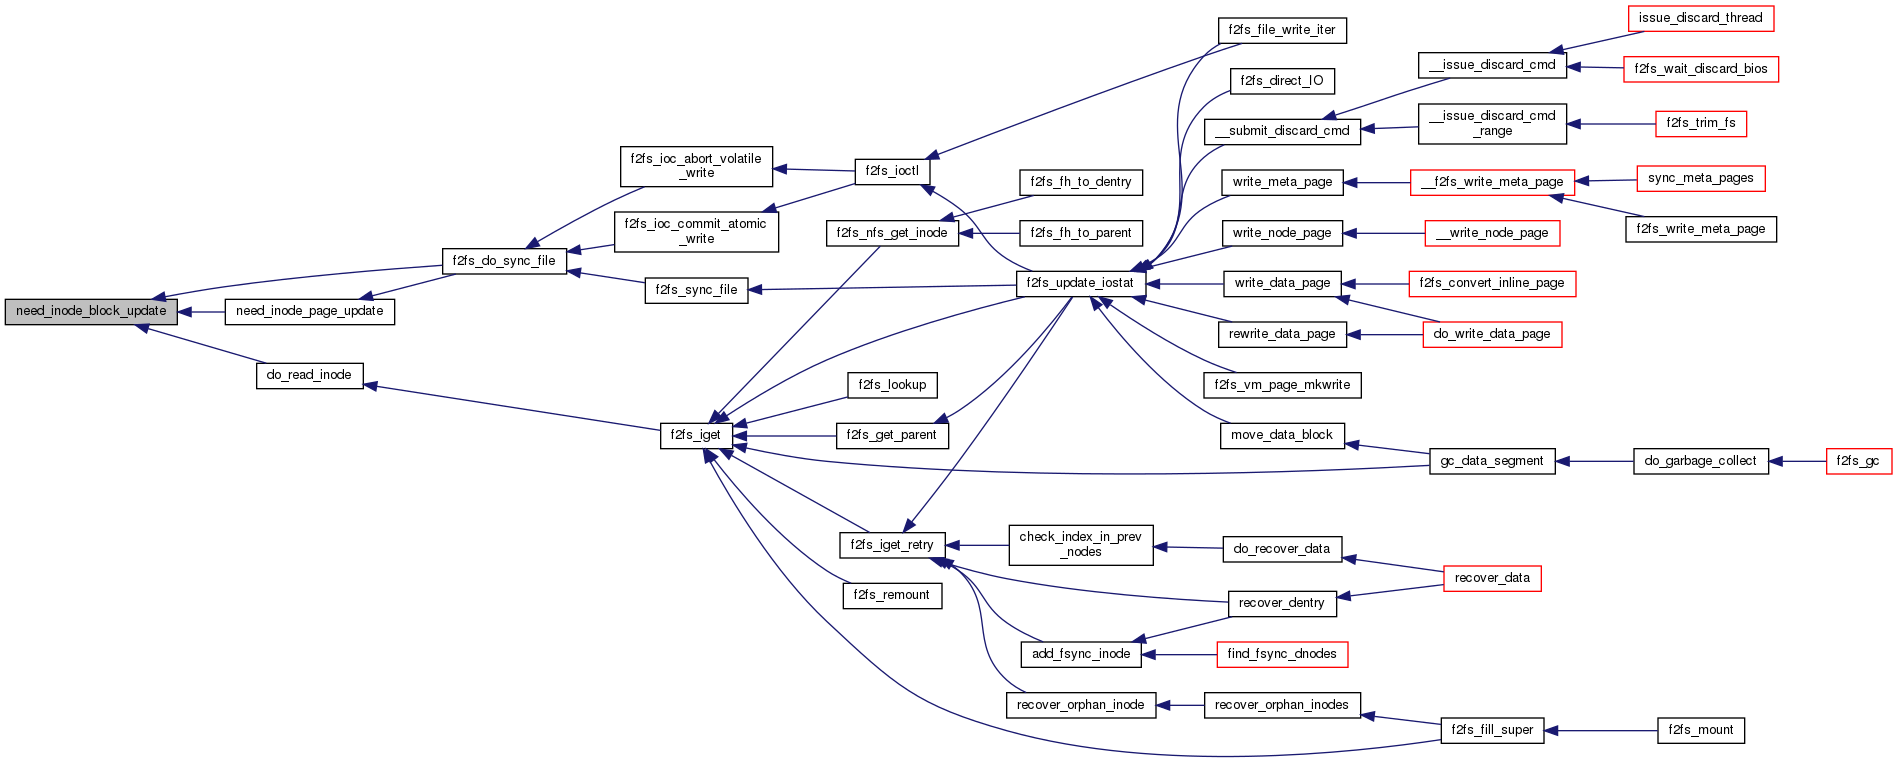 need_inode_block_update
f2fs_do_sync_file
need_inode_page_update
do_read_inode
f2fs_ioc_abort_volatile
_write
f2fs_ioc_commit_atomic
_write
f2fs_sync_file
f2fs_iget
f2fs_ioctl
f2fs_nfs_get_inode
f2fs_lookup
f2fs_get_parent
f2fs_iget_retry
f2fs_remount
f2fs_fh_to_dentry
f2fs_fh_to_parent
f2fs_update_iostat
check_index_in_prev
_nodes
add_fsync_inode
recover_orphan_inode
f2fs_file_write_iter
f2fs_direct_IO
__submit_discard_cmd
write_meta_page
write_node_page
write_data_page
rewrite_data_page
f2fs_vm_page_mkwrite
move_data_block
do_recover_data
recover_dentry
find_fsync_dnodes
recover_orphan_inodes
__issue_discard_cmd
__issue_discard_cmd
_range
__f2fs_write_meta_page
__write_node_page
f2fs_convert_inline_page
do_write_data_page
gc_data_segment
recover_data
f2fs_fill_super
issue_discard_thread
f2fs_wait_discard_bios
f2fs_trim_fs
sync_meta_pages
f2fs_write_meta_page
do_garbage_collect
f2fs_mount
f2fs_gc